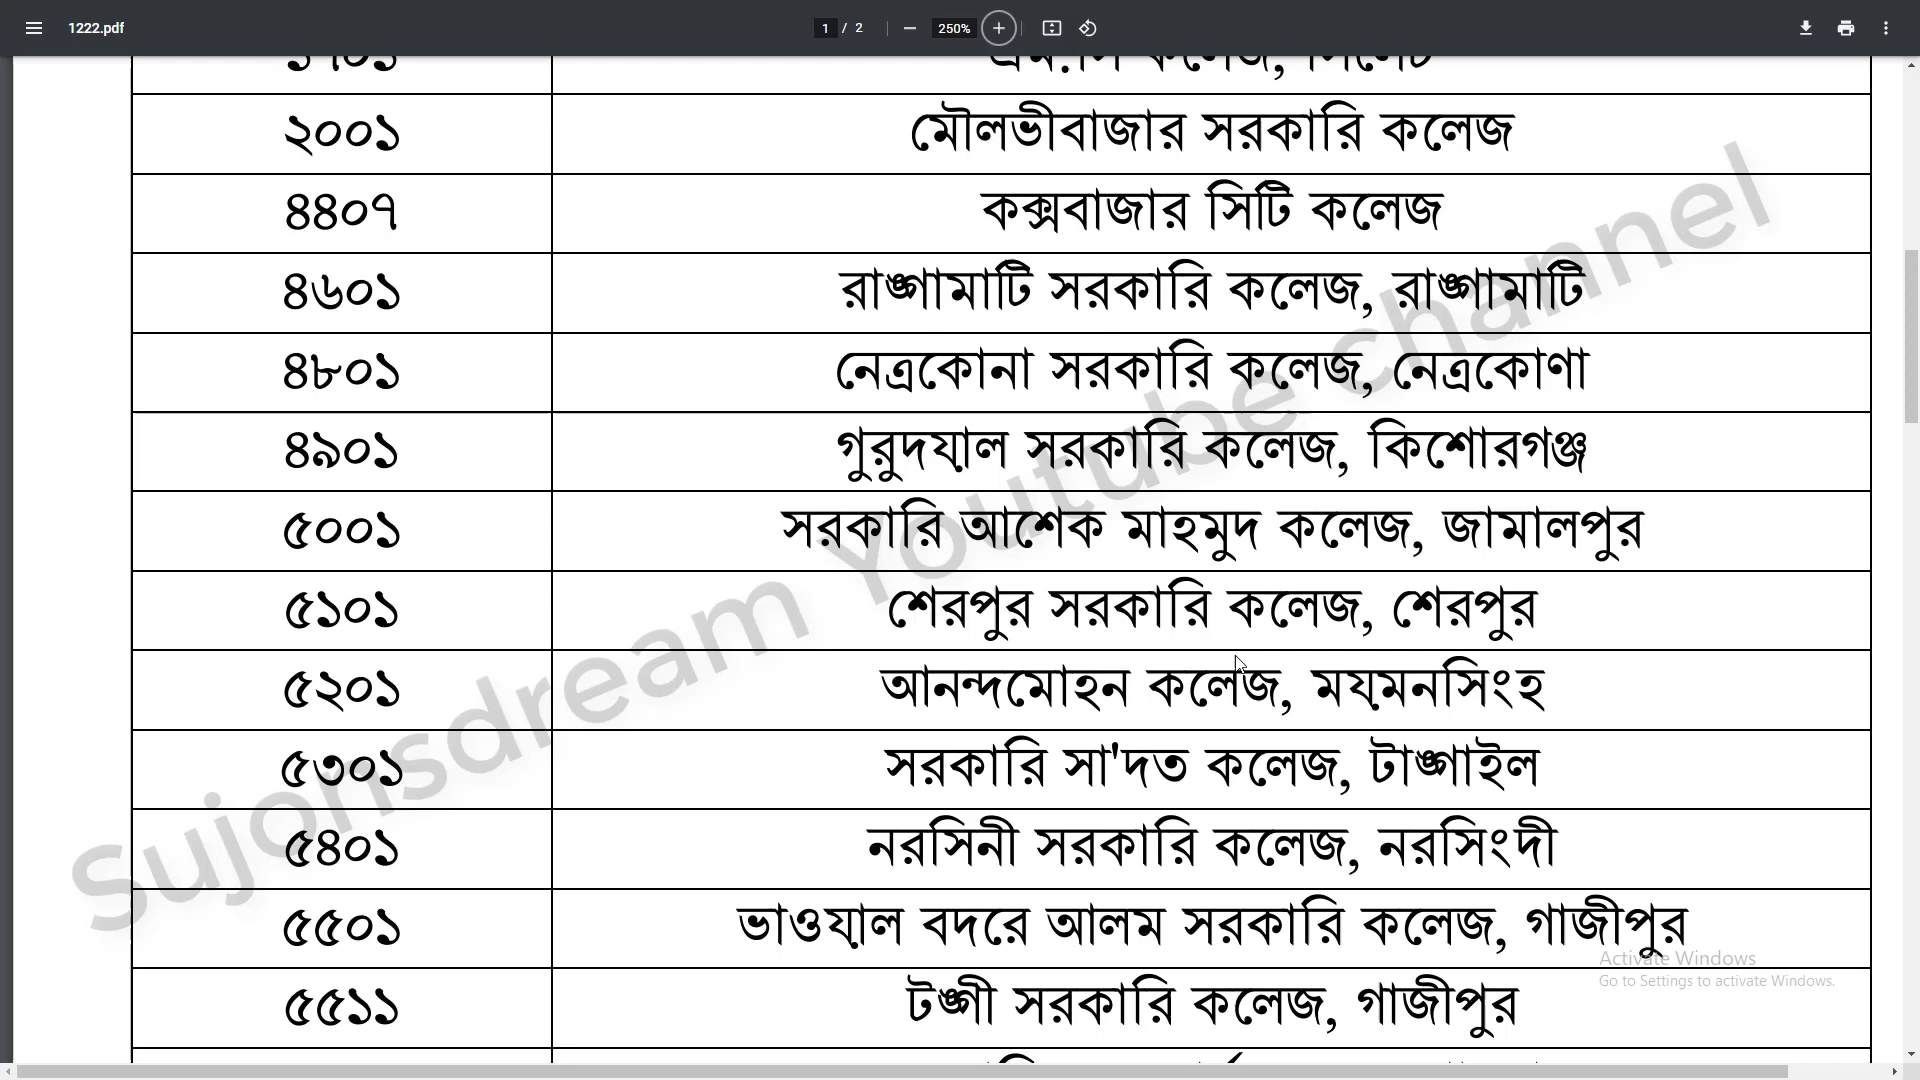 1222.pdf
1 / 2
250%
১৭০১ এম.সি কলেজ, সিলেট
২০০১ মৌলভীবাজার সরকারি কলেজ
৪৪০৭ কক্সবাজার সিটি কলেজ
৪৬০১ রাঙ্গামাটি সরকারি কলেজ, রাঙ্গামাটি
৪৮০১ নেত্রকোনা সরকারি কলেজ, নেত্রকোণা
৪৯০১ গুরুদয়াল সরকারি কলেজ, কিশোরগঞ্জ
৫০০১ সরকারি আশেক মাহমুদ কলেজ, জামালপুর
৫১০১ শেরপুর সরকারি কলেজ, শেরপুর
৫২০১ আনন্দমোহন কলেজ, ময়মনসিংহ
৫৩০১ সরকারি সা'দত কলেজ, টাঙ্গাইল
৫৪০১ নরসিনী সরকারি কলেজ, নরসিংদী
৫৫০১ ভাওয়াল বদরে আলম সরকারি কলেজ, গাজীপুর
৫৫১১ টঙ্গী সরকারি কলেজ, গাজীপুর
Sujonsdream Youtube channel
Activate Windows
Go to Settings to activate Windows.